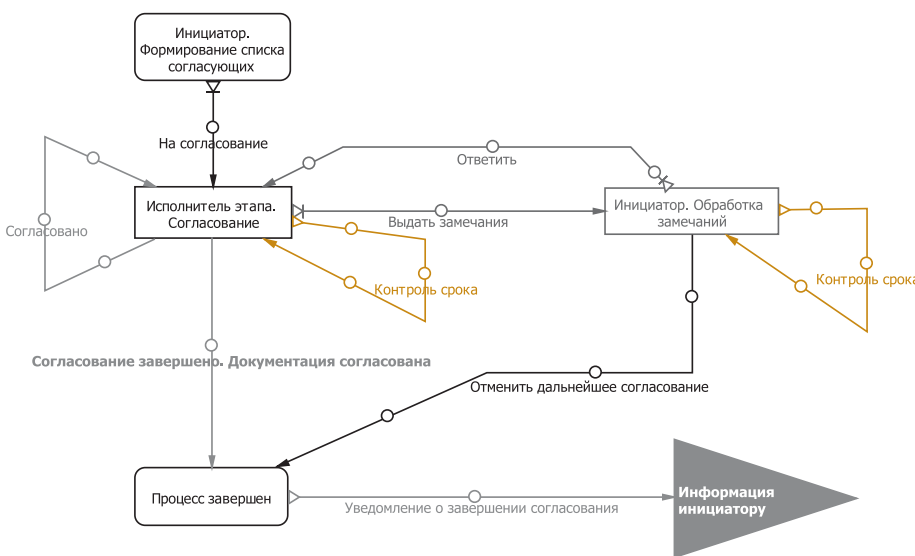 Инициатор.
Формирование списка
согласующих
На согласование
Ответить
Исполнитель этапа.
Согласование
Инициатор. Обработка
замечаний
Выдать замечания
Согласовано
Контроль срока
Контроль срока
Согласование завершено. Документация согласована
Отменить дальнейшее согласование
Процесс завершен
Уведомление о завершении согласования
Информация
инициатору